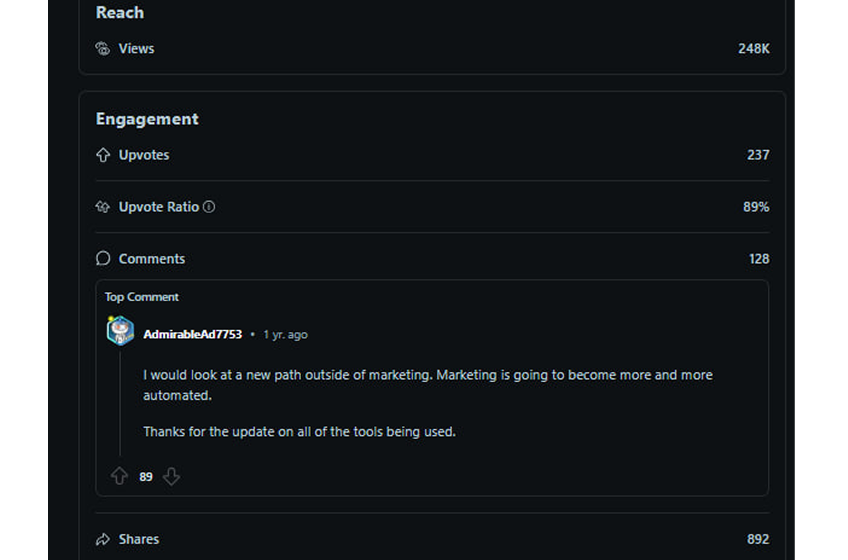 Reach
Views 248K
Engagement
Upvotes 237
Upvote Ratio 89%
Comments 128
Top Comment
AdmirableAd7753 • 1 yr. ago
I would look at a new path outside of marketing. Marketing is going to become more and more
automated.
Thanks for the update on all of the tools being used.
89
Shares 892